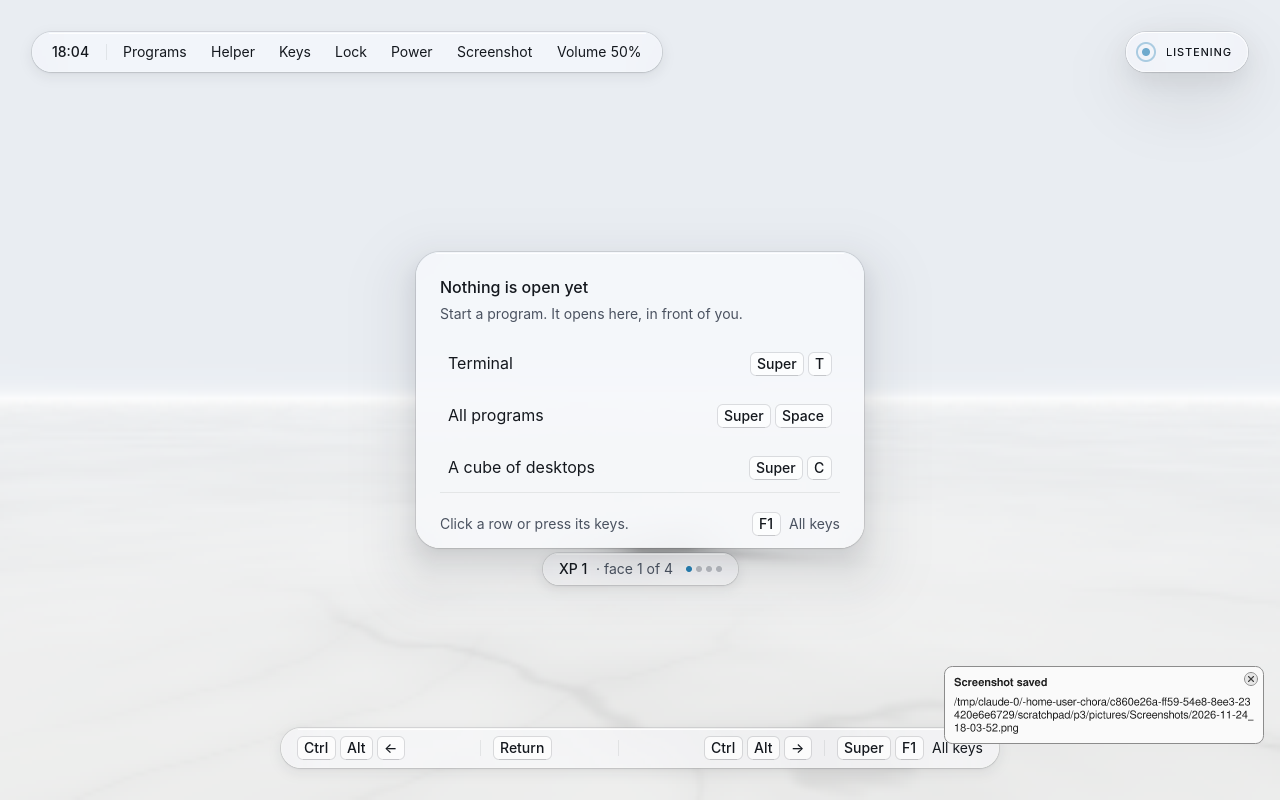 18:04 Programs Helper Keys Lock Power Screenshot Volume 50%
LISTENING
Nothing is open yet
Start a program. It opens here, in front of you.
Terminal Super T
All programs Super Space
A cube of desktops Super C
Click a row or press its keys. F1 All keys
XP 1 · face 1 of 4
Screenshot saved
/tmp/claude-0/-home-user-chora/c860e26a-ff59-54e8-8ee3-23
420e6e6729/scratchpad/p3/pictures/Screenshots/2026-11-24_
18-03-52.png
Ctrl Alt ← Return Ctrl Alt → Super F1 All keys